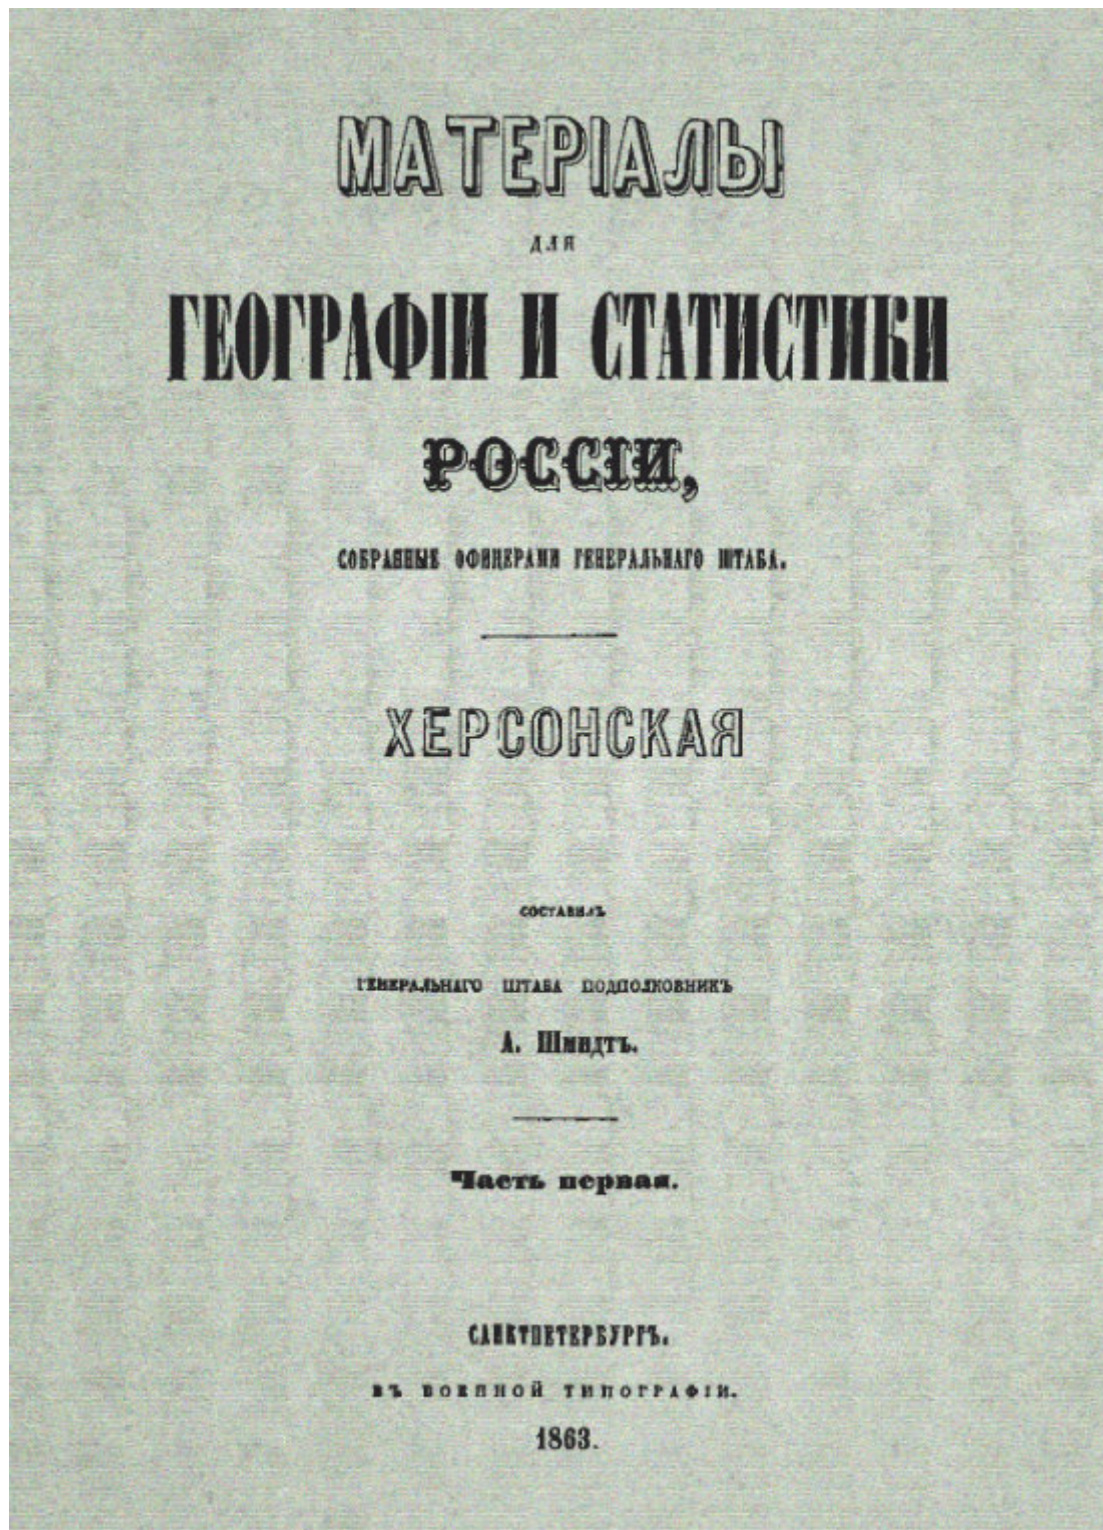 МАТЕРІАЛЫ
ДЛЯ
ГЕОГРАФІИ И СТАТИСТИКИ
РОССІИ,
СОБРАННЫЕ ОФИЦЕРАМИ ГЕНЕРАЛЬНАГО ШТАБА.
ХЕРСОНСКАЯ
СОСТАВИЛЪ
ГЕНЕРАЛЬНАГО ШТАБА ПОДПОЛКОВНИКЪ
А. Шмидтъ.
Часть первая.
САНКТПЕТЕРБУРГЪ.
ВЪ ВОЕННОЙ ТИПОГРАФІИ.
1863.